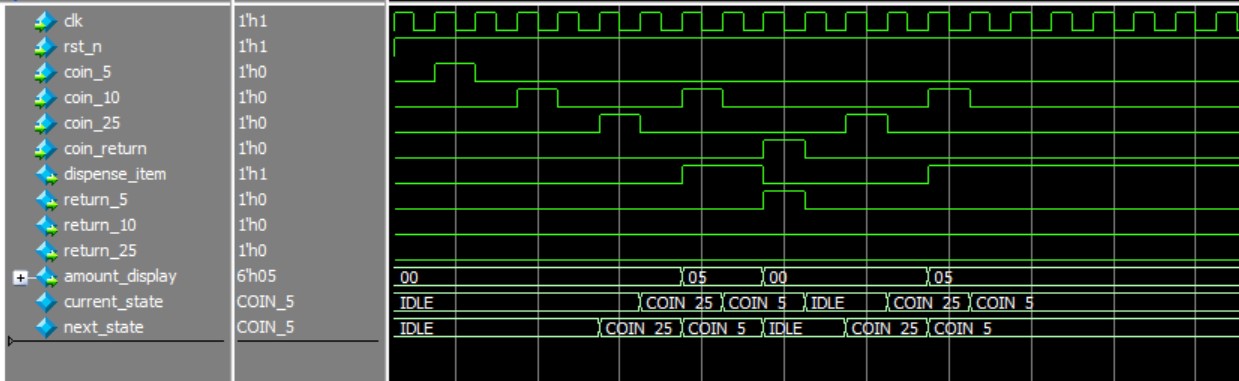 clk 1'h1
rst_n 1'h1
coin_5 1'h0
coin_10 1'h0
coin_25 1'h0
coin_return 1'h0
dispense_item 1'h1
return_5 1'h0
return_10 1'h0
return_25 1'h0
amount_display 6'h05 00 05 00 05
current_state COIN_5 IDLE COIN_25 COIN_5 IDLE COIN_25 COIN_5
next_state COIN_5 IDLE COIN_25 COIN_5 IDLE COIN_25 COIN_5